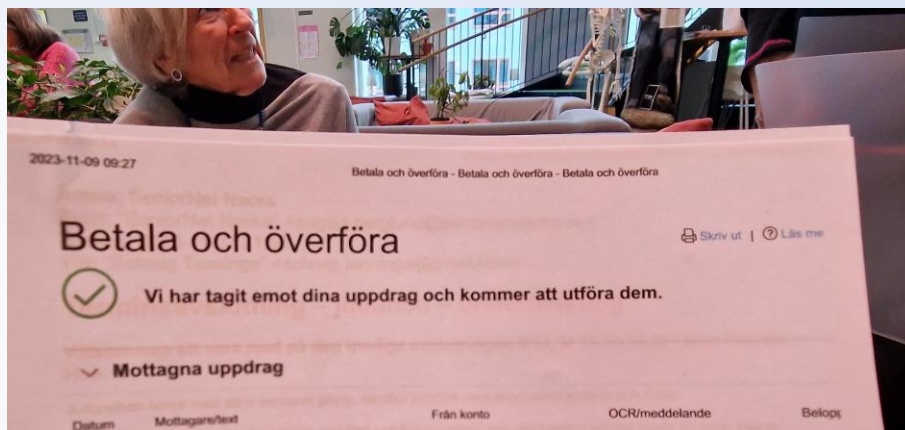 2023-11-09 09:27
Betala och överföra - Betala och överföra - Betala och överföra
Betala och överföra
Skriv ut | ? Läs me
Vi har tagit emot dina uppdrag och kommer att utföra dem.
Mottagna uppdrag
Datum Mottagare/text Från konto OCR/meddelande Belopp